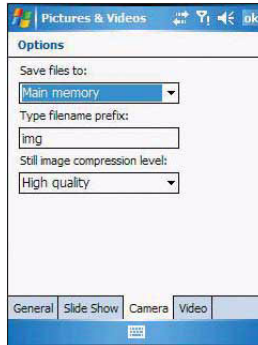 Pictures & Videos ok
Options
Save files to:
Main memory
Type filename prefix:
img
Still image compression level:
High quality
General Slide Show Camera Video